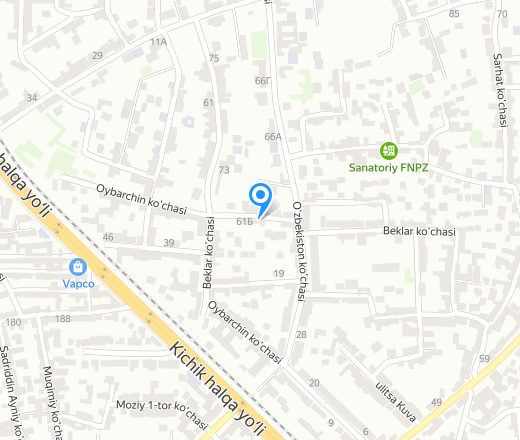 85
70
11A
29
75
66Г
Sarhat ko'chasi
34
61
66A
Sanatoriy FNPZ
73
halqa yo'li
Oybarchin ko'chasi
61Б
O'zbekiston ko'chasi
Beklar ko'chasi
46
39
Beklar ko'chasi
Vapco
19
188
180
Oybarchin ko'chasi
28
Kichik halqa yo'li
59
20
ulitsa Kuva
Sadriddin Ayniy ko'
Muqimiy ko'chasi
Moziy 1-tor ko'chasi
9
49
4